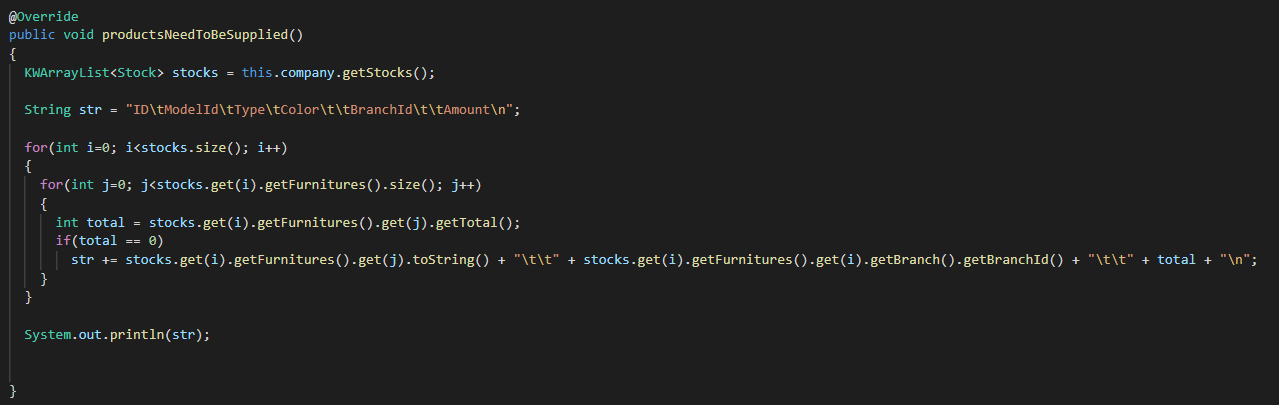 @Override
public void productsNeedToBeSupplied()
{
KWArrayList<Stock> stocks = this.company.getStocks();
String str = "ID\tModelId\tType\tColor\t\tBranchId\t\tAmount\n";
for(int i=0; i<stocks.size(); i++)
{
for(int j=0; j<stocks.get(i).getFurnitures().size(); j++)
{
int total = stocks.get(i).getFurnitures().get(j).getTotal();
if(total == 0)
str += stocks.get(i).getFurnitures().get(j).toString() + "\t\t" + stocks.get(i).getFurnitures().get(i).getBranch().getBranchId() + "\t\t" + total + "\n";
}
}
System.out.println(str);
}